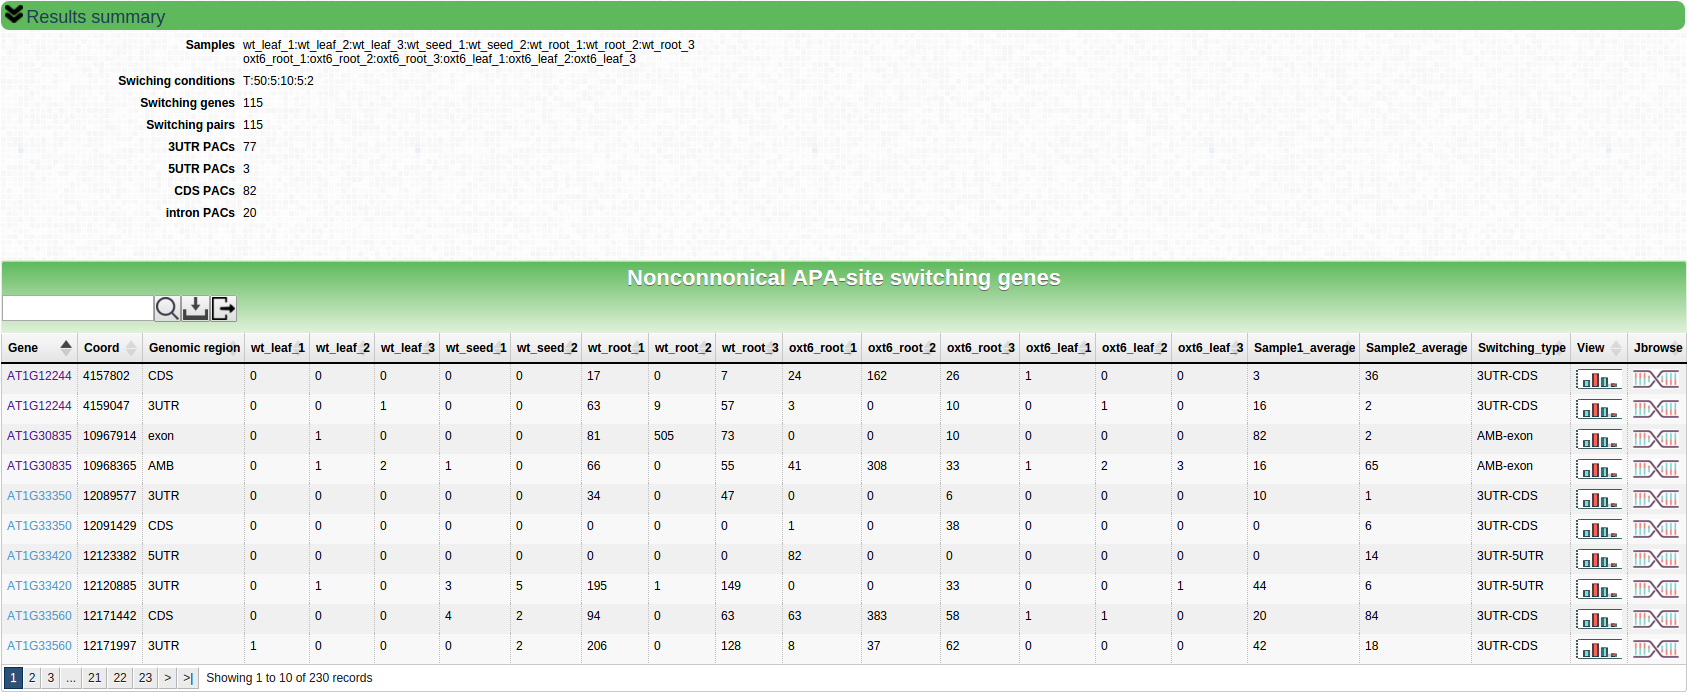 Results summary
Samples wt_leaf_1:wt_leaf_2:wt_leaf_3:wt_seed_1:wt_seed_2:wt_root_1:wt_root_2:wt_root_3
oxt6_root_1:oxt6_root_2:oxt6_root_3:oxt6_leaf_1:oxt6_leaf_2:oxt6_leaf_3
Swiching conditions T:50:5:10:5:2
Switching genes 115
Switching pairs 115
3UTR PACs 77
5UTR PACs 3
CDS PACs 82
intron PACs 20
Nonconnonical APA-site switching genes
Gene Coord Genomic region wt_leaf_1 wt_leaf_2 wt_leaf_3 wt_seed_1 wt_seed_2 wt_root_1 wt_root_2 wt_root_3 oxt6_root_1 oxt6_root_2 oxt6_root_3 oxt6_leaf_1 oxt6_leaf_2 oxt6_leaf_3 Sample1_average Sample2_average Switching_type View Jbrowse
AT1G12244 4157802 CDS 0 0 0 0 0 17 0 7 24 162 26 1 0 0 3 36 3UTR-CDS
AT1G12244 4159047 3UTR 0 0 1 0 0 63 9 57 3 0 10 0 1 0 16 2 3UTR-CDS
AT1G30835 10967914 exon 0 1 0 0 0 81 505 73 0 0 10 0 0 0 82 2 AMB-exon
AT1G30835 10968365 AMB 0 1 2 1 0 66 0 55 41 308 33 1 2 3 16 65 AMB-exon
AT1G33350 12089577 3UTR 0 0 0 0 0 34 0 47 0 0 6 0 0 0 10 1 3UTR-CDS
AT1G33350 12091429 CDS 0 0 0 0 0 0 0 0 1 0 38 0 0 0 0 6 3UTR-CDS
AT1G33420 12123382 5UTR 0 0 0 0 0 0 0 0 82 0 0 0 0 0 0 14 3UTR-5UTR
AT1G33420 12120885 3UTR 0 1 0 3 5 195 1 149 0 0 33 0 0 1 44 6 3UTR-5UTR
AT1G33560 12171442 CDS 0 0 0 4 2 94 0 63 63 383 58 1 1 0 20 84 3UTR-CDS
AT1G33560 12171997 3UTR 1 0 0 0 2 206 0 128 8 37 62 0 0 0 42 18 3UTR-CDS
1 2 3 ... 21 22 23 > >| Showing 1 to 10 of 230 records